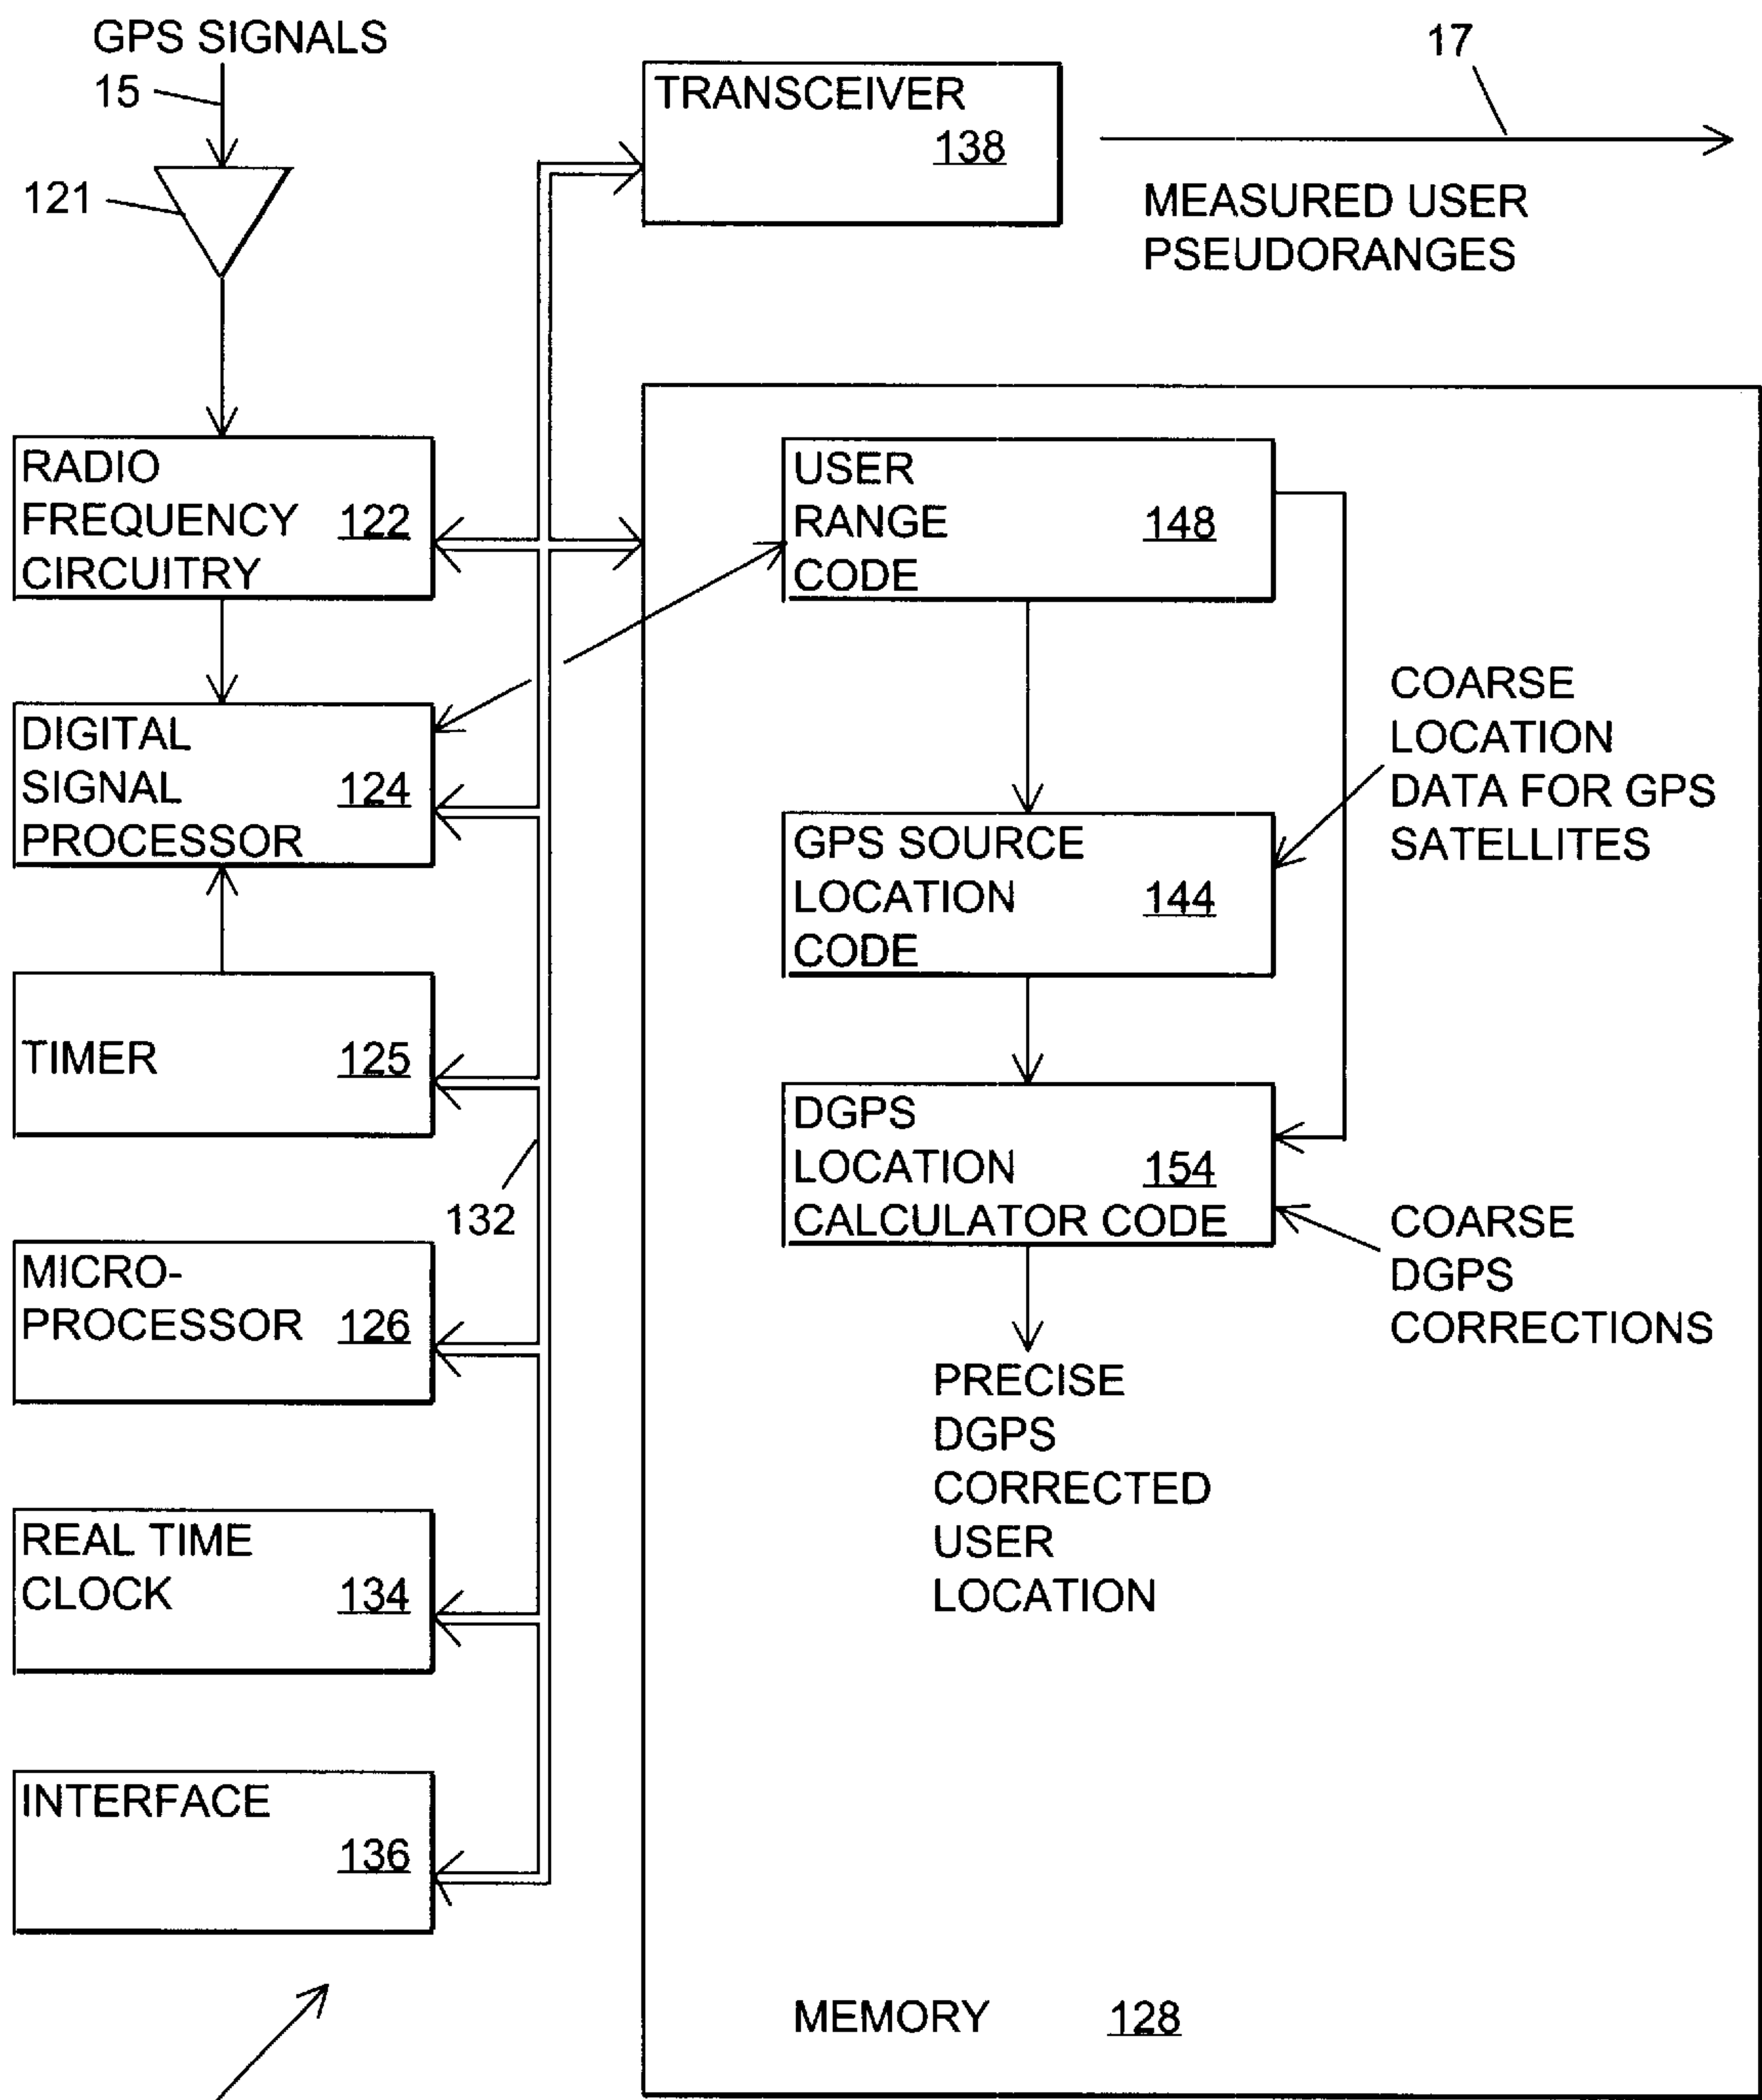 GPS SIGNALS
15
121
TRANSCEIVER
138
17
MEASURED USER
PSEUDORANGES
RADIO
FREQUENCY 122
CIRCUITRY
DIGITAL
SIGNAL 124
PROCESSOR
TIMER 125
132
MICRO-
PROCESSOR 126
REAL TIME
CLOCK 134
INTERFACE
136
USER
RANGE 148
CODE
COARSE
LOCATION
DATA FOR GPS
SATELLITES
GPS SOURCE
LOCATION 144
CODE
DGPS
LOCATION 154
CALCULATOR CODE
COARSE
DGPS
CORRECTIONS
PRECISE
DGPS
CORRECTED
USER
LOCATION
MEMORY 128